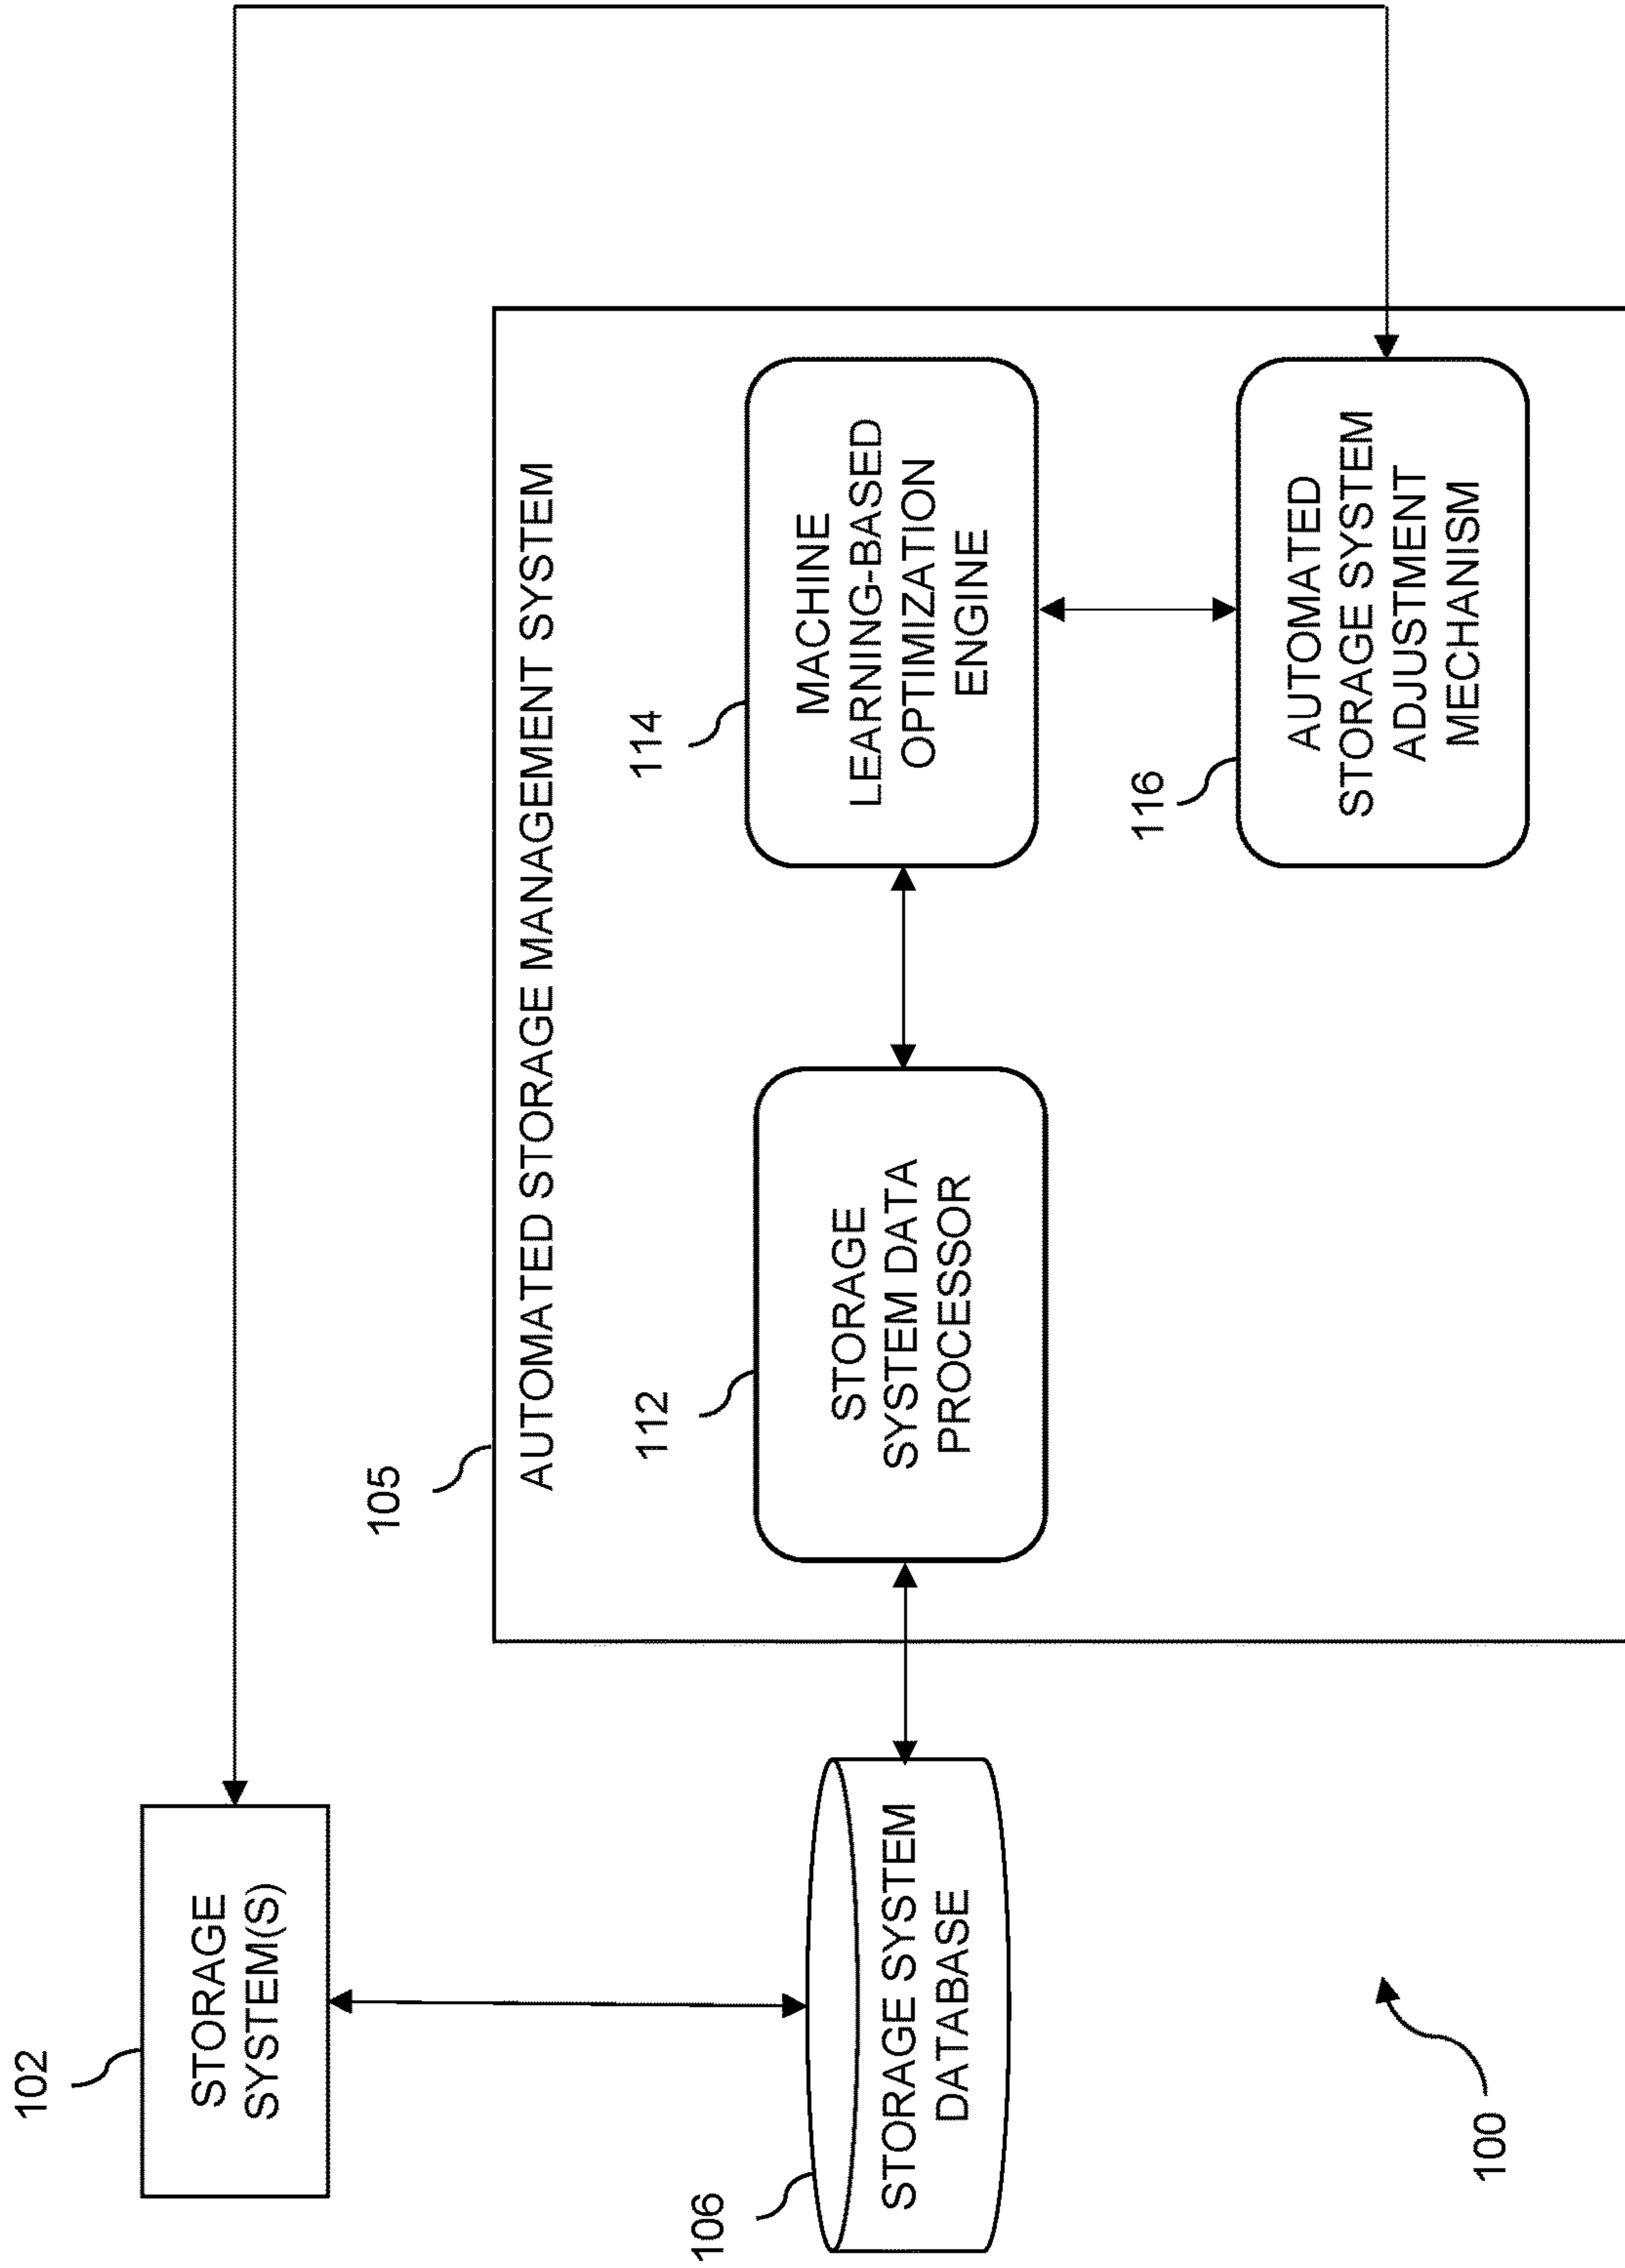 102
STORAGE
SYSTEM(S)
105
AUTOMATED STORAGE MANAGEMENT SYSTEM
106
STORAGE SYSTEM
DATABASE
112
STORAGE
SYSTEM DATA
PROCESSOR
114
MACHINE
LEARNING-BASED
OPTIMIZATION
ENGINE
116
AUTOMATED
STORAGE SYSTEM
ADJUSTMENT
MECHANISM
100